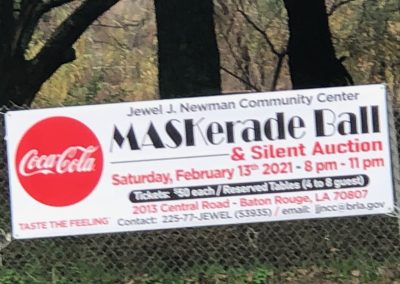 Coca-Cola
TASTE THE FEELING
Jewel J. Newman Community Center
MASKerade Ball
& Silent Auction
Saturday, February 13th 2021 - 8 pm - 11 pm
Tickets: $50 each / Reserved Tables (4 to 8 guest)
2013 Central Road - Baton Rouge, LA 70807
Contact: 225-77-JEWEL (53935) / email: jjncc@brla.gov